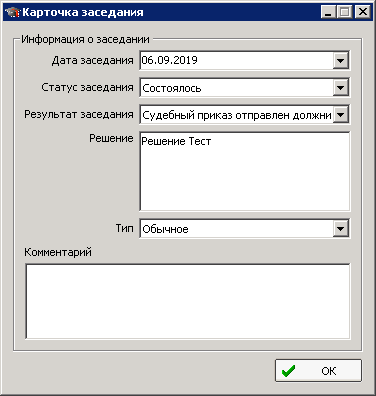 Карточка заседания
Информация о заседании
Дата заседания 06.09.2019
Статус заседания Состоялось
Результат заседания Судебный приказ отправлен должни
Решение Решение Тест
Тип Обычное
Комментарий
OK